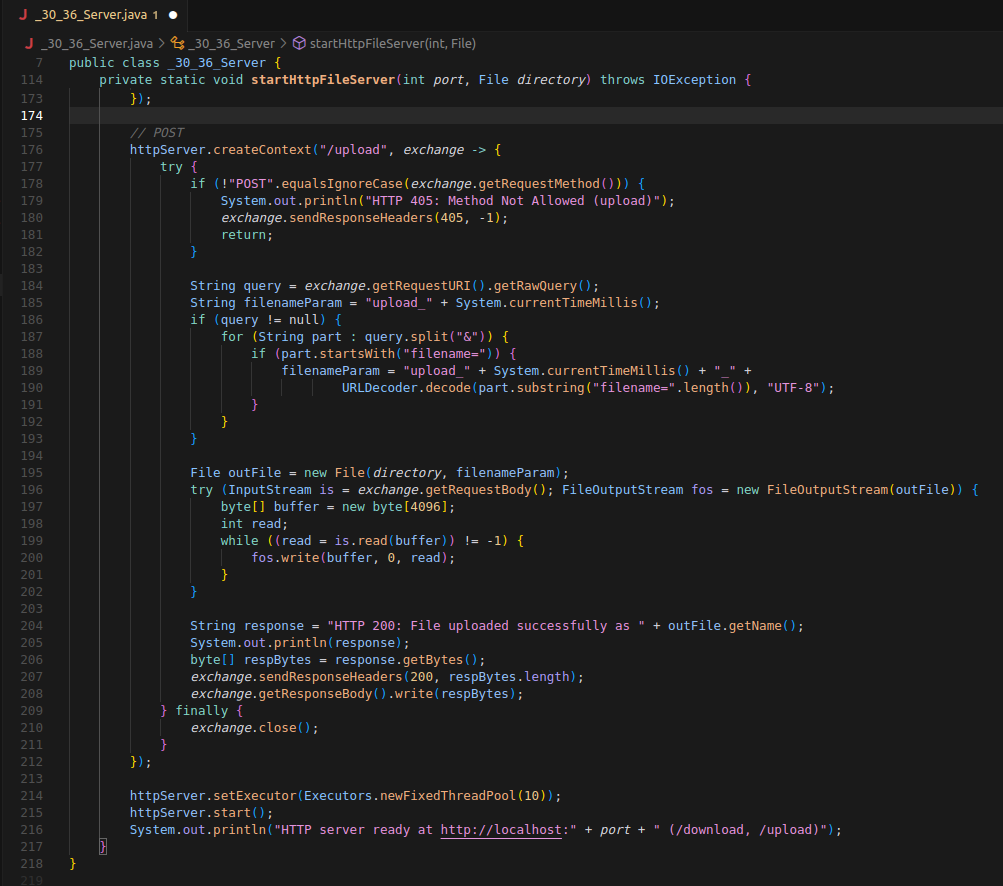 J _30_36_Server.java 1 ●
J _30_36_Server.java > _30_36_Server > startHttpFileServer(int, File)
7 public class _30_36_Server {
114 private static void startHttpFileServer(int port, File directory) throws IOException {
173 });
174
175 // POST
176 httpServer.createContext("/upload", exchange -> {
177 try {
178 if (!"POST".equalsIgnoreCase(exchange.getRequestMethod())) {
179 System.out.println("HTTP 405: Method Not Allowed (upload)");
180 exchange.sendResponseHeaders(405, -1);
181 return;
182 }
183
184 String query = exchange.getRequestURI().getRawQuery();
185 String filenameParam = "upload_" + System.currentTimeMillis();
186 if (query != null) {
187 for (String part : query.split("&")) {
188 if (part.startsWith("filename=")) {
189 filenameParam = "upload_" + System.currentTimeMillis() + "_" +
190 URLDecoder.decode(part.substring("filename=".length()), "UTF-8");
191 }
192 }
193 }
194
195 File outFile = new File(directory, filenameParam);
196 try (InputStream is = exchange.getRequestBody(); FileOutputStream fos = new FileOutputStream(outFile)) {
197 byte[] buffer = new byte[4096];
198 int read;
199 while ((read = is.read(buffer)) != -1) {
200 fos.write(buffer, 0, read);
201 }
202 }
203
204 String response = "HTTP 200: File uploaded successfully as " + outFile.getName();
205 System.out.println(response);
206 byte[] respBytes = response.getBytes();
207 exchange.sendResponseHeaders(200, respBytes.length);
208 exchange.getResponseBody().write(respBytes);
209 } finally {
210 exchange.close();
211 }
212 });
213
214 httpServer.setExecutor(Executors.newFixedThreadPool(10));
215 httpServer.start();
216 System.out.println("HTTP server ready at http://localhost:" + port + " (/download, /upload)");
217 }
218 }
219